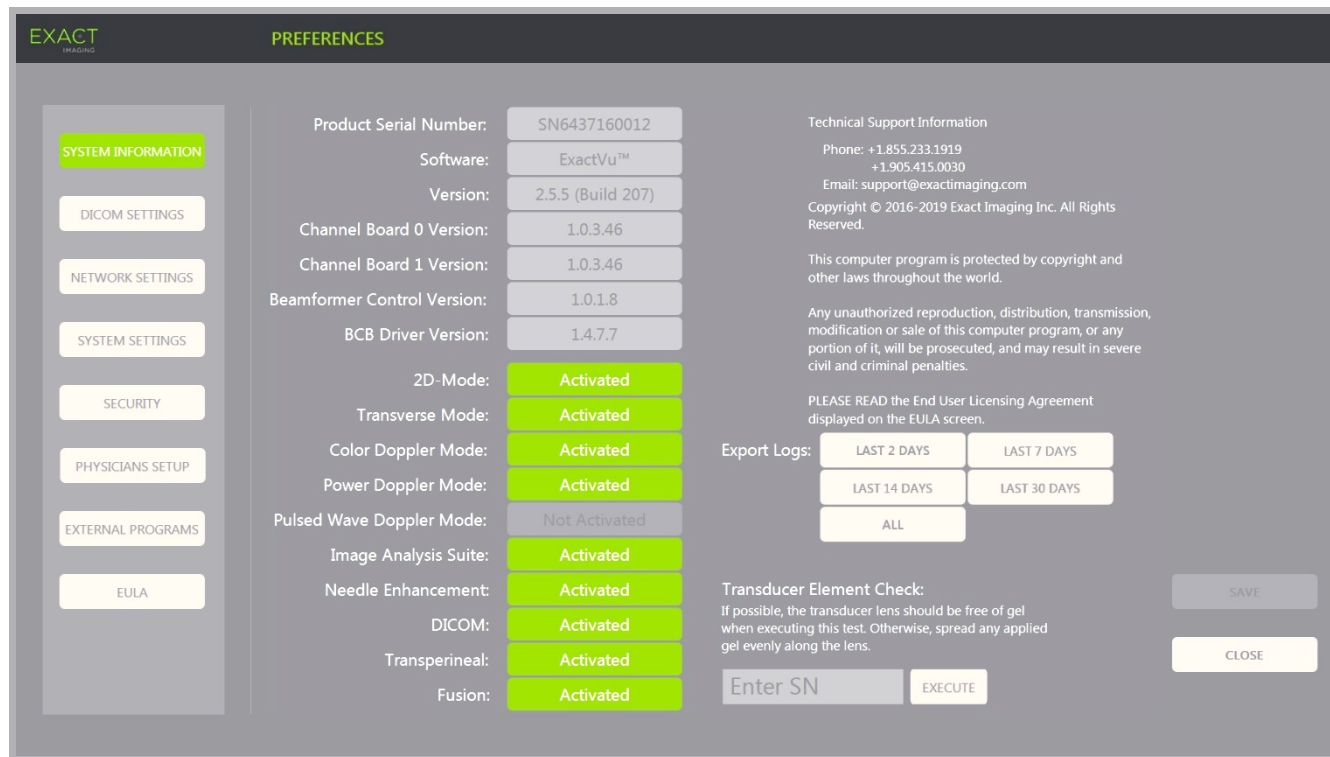 EXACT
IMAGING
PREFERENCES
SYSTEM INFORMATION
DICOM SETTINGS
NETWORK SETTINGS
SYSTEM SETTINGS
SECURITY
PHYSICIANS SETUP
EXTERNAL PROGRAMS
EULA
Product Serial Number: SN6437160012
Software: ExactVu™
Version: 2.5.5 (Build 207)
Channel Board 0 Version: 1.0.3.46
Channel Board 1 Version: 1.0.3.46
Beamformer Control Version: 1.0.1.8
BCB Driver Version: 1.4.7.7
2D-Mode: Activated
Transverse Mode: Activated
Color Doppler Mode: Activated
Power Doppler Mode: Activated
Pulsed Wave Doppler Mode: Not Activated
Image Analysis Suite: Activated
Needle Enhancement: Activated
DICOM: Activated
Transperineal: Activated
Fusion: Activated
Technical Support Information
Phone: +1.855.233.1919
+1.905.415.0030
Email: support@exactimaging.com
Copyright © 2016-2019 Exact Imaging Inc. All Rights
Reserved.
This computer program is protected by copyright and
other laws throughout the world.
Any unauthorized reproduction, distribution, transmission,
modification or sale of this computer program, or any
portion of it, will be prosecuted, and may result in severe
civil and criminal penalties.
PLEASE READ the End User Licensing Agreement
displayed on the EULA screen.
Export Logs: LAST 2 DAYS LAST 7 DAYS
LAST 14 DAYS LAST 30 DAYS
ALL
Transducer Element Check:
If possible, the transducer lens should be free of gel
when executing this test. Otherwise, spread any applied
gel evenly along the lens.
Enter SN EXECUTE
SAVE
CLOSE